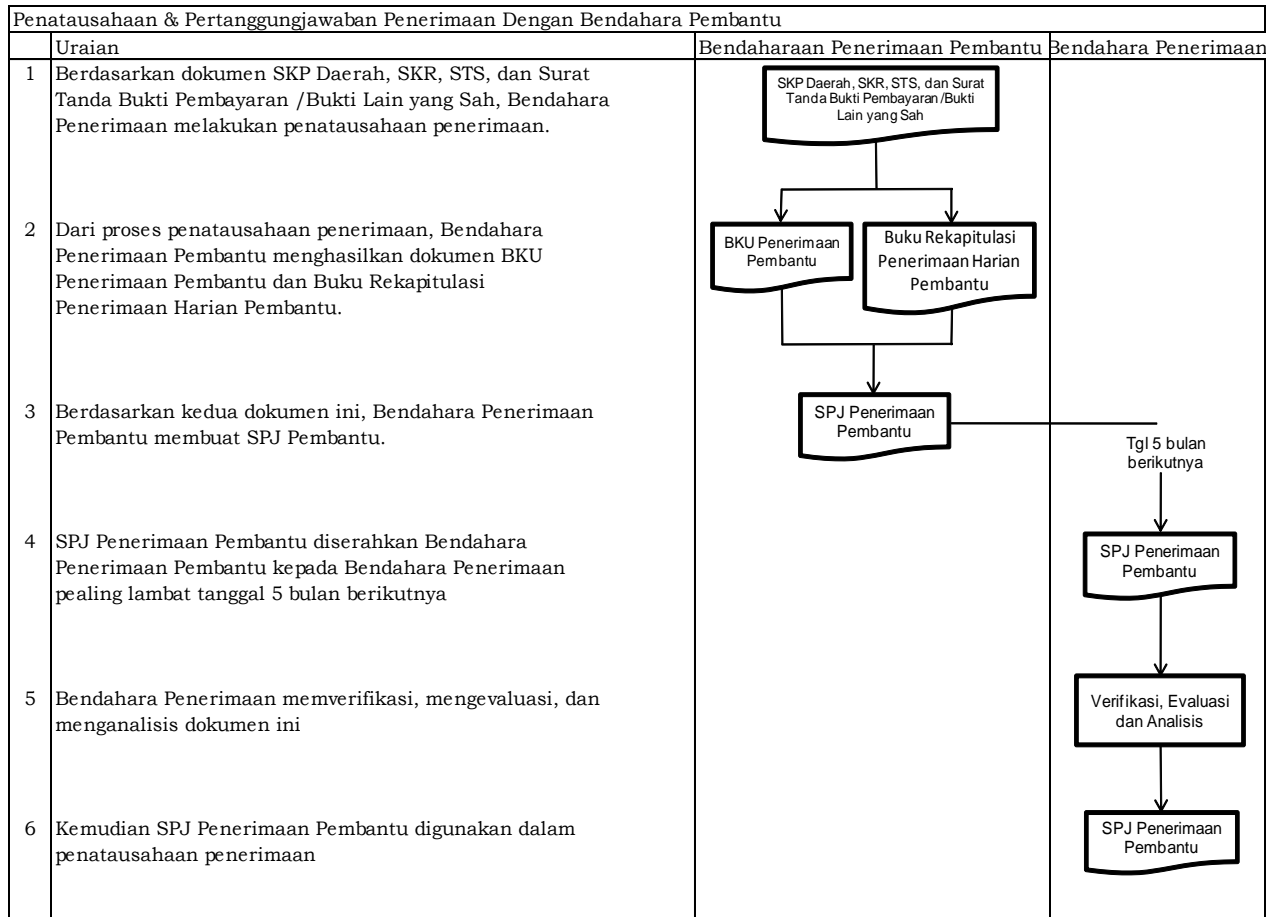 Penatausahaan & Pertanggungjawaban Penerimaan Dengan Bendahara Pembantu
Uraian
Bendaharaan Penerimaan Pembantu
Bendahara Penerimaan
1 Berdasarkan dokumen SKP Daerah, SKR, STS, dan Surat
Tanda Bukti Pembayaran /Bukti Lain yang Sah, Bendahara
Penerimaan melakukan penatausahaan penerimaan.
SKP Daerah, SKR, STS, dan Surat
Tanda Bukti Pembayaran /Bukti
Lain yang Sah
2 Dari proses penatausahaan penerimaan, Bendahara
Penerimaan Pembantu menghasilkan dokumen BKU
Penerimaan Pembantu dan Buku Rekapitulasi
Penerimaan Harian Pembantu.
BKU Penerimaan
Pembantu
Buku Rekapitulasi
Penerimaan Harian
Pembantu
3 Berdasarkan kedua dokumen ini, Bendahara Penerimaan
Pembantu membuat SPJ Pembantu.
SPJ Penerimaan
Pembantu
Tgl 5 bulan
berikutnya
4 SPJ Penerimaan Pembantu diserahkan Bendahara
Penerimaan Pembantu kepada Bendahara Penerimaan
pealing lambat tanggal 5 bulan berikutnya
SPJ Penerimaan
Pembantu
5 Bendahara Penerimaan memverifikasi, mengevaluasi, dan
menganalisis dokumen ini
Verifikasi, Evaluasi
dan Analisis
6 Kemudian SPJ Penerimaan Pembantu digunakan dalam
penatausahaan penerimaan
SPJ Penerimaan
Pembantu